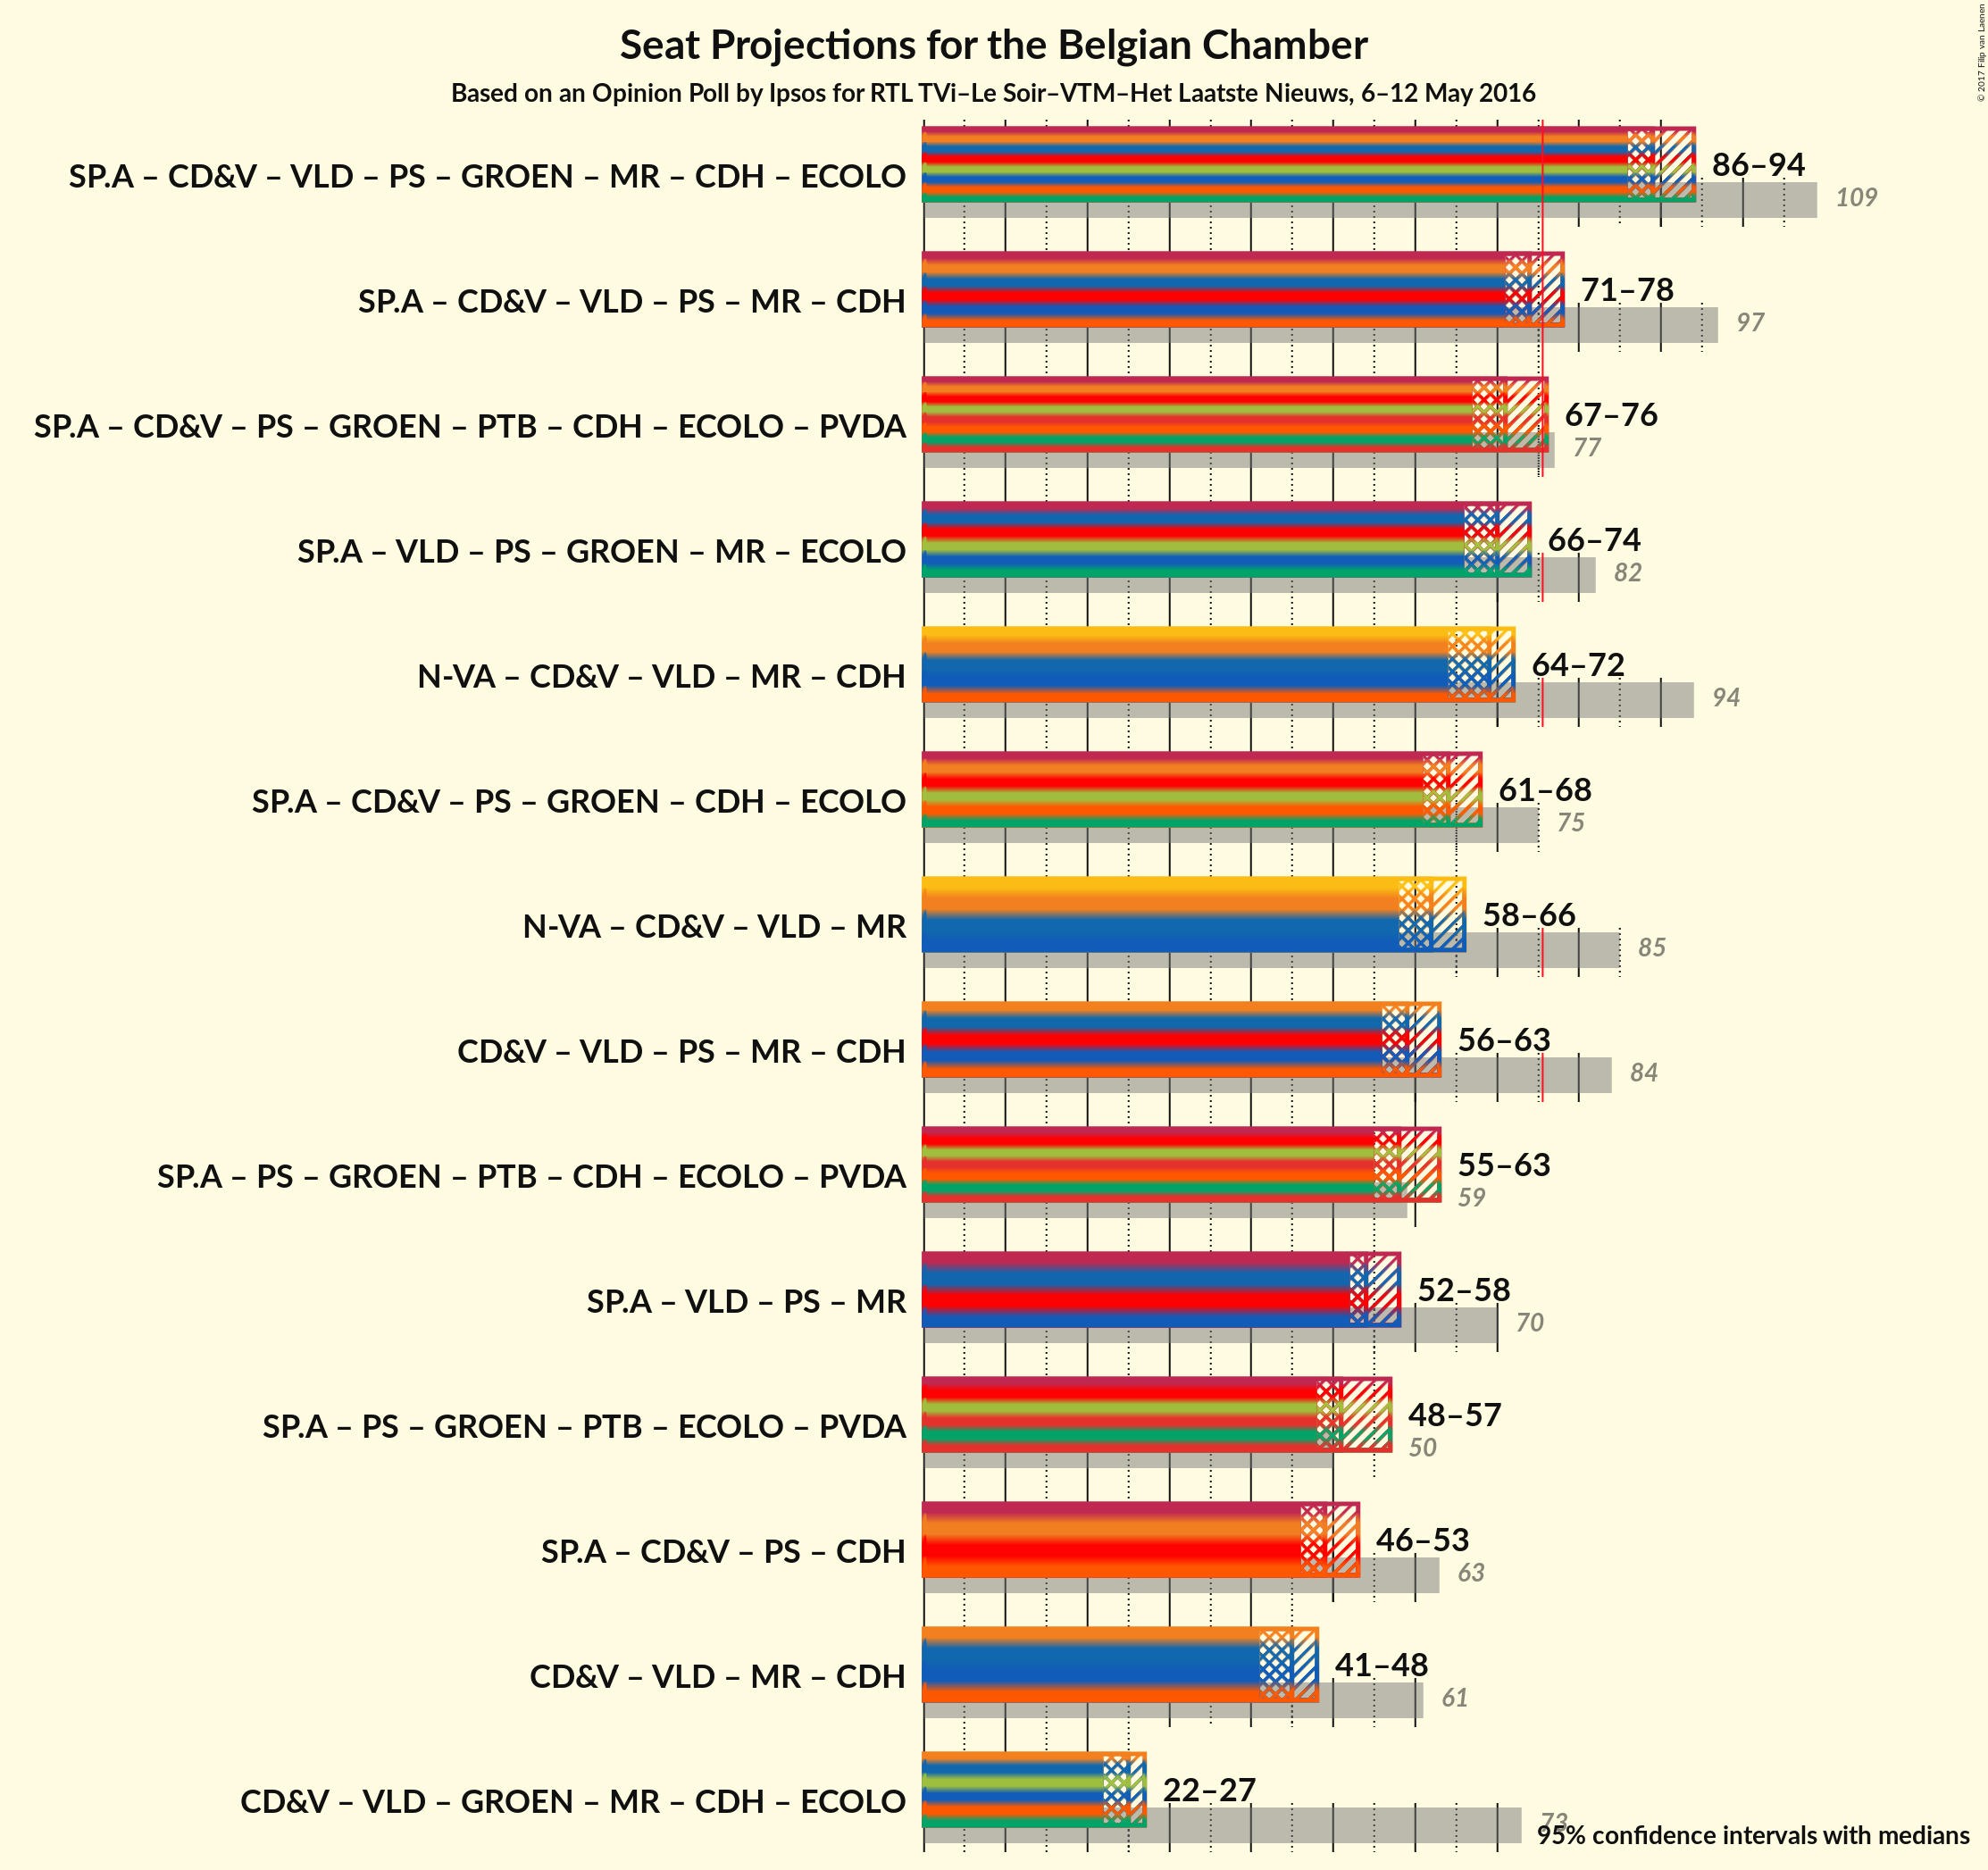 Seat Projections for the Belgian Chamber
Based on an Opinion Poll by Ipsos for RTL TVi–Le Soir–VTM–Het Laatste Nieuws, 6–12 May 2016
© 2017 Filip van Laenen
SP.A – CD&V – VLD – PS – GROEN – MR – CDH – ECOLO 86–94
109
SP.A – CD&V – VLD – PS – MR – CDH 71–78
97
SP.A – CD&V – PS – GROEN – PTB – CDH – ECOLO – PVDA 67–76
77
SP.A – VLD – PS – GROEN – MR – ECOLO 66–74
82
N-VA – CD&V – VLD – MR – CDH 64–72
94
SP.A – CD&V – PS – GROEN – CDH – ECOLO 61–68
75
N-VA – CD&V – VLD – MR 58–66
85
CD&V – VLD – PS – MR – CDH 56–63
84
SP.A – PS – GROEN – PTB – CDH – ECOLO – PVDA 55–63
59
SP.A – VLD – PS – MR 52–58
70
SP.A – PS – GROEN – PTB – ECOLO – PVDA 48–57
50
SP.A – CD&V – PS – CDH 46–53
63
CD&V – VLD – MR – CDH 41–48
61
CD&V – VLD – GROEN – MR – CDH – ECOLO 22–27
73
95% confidence intervals with medians